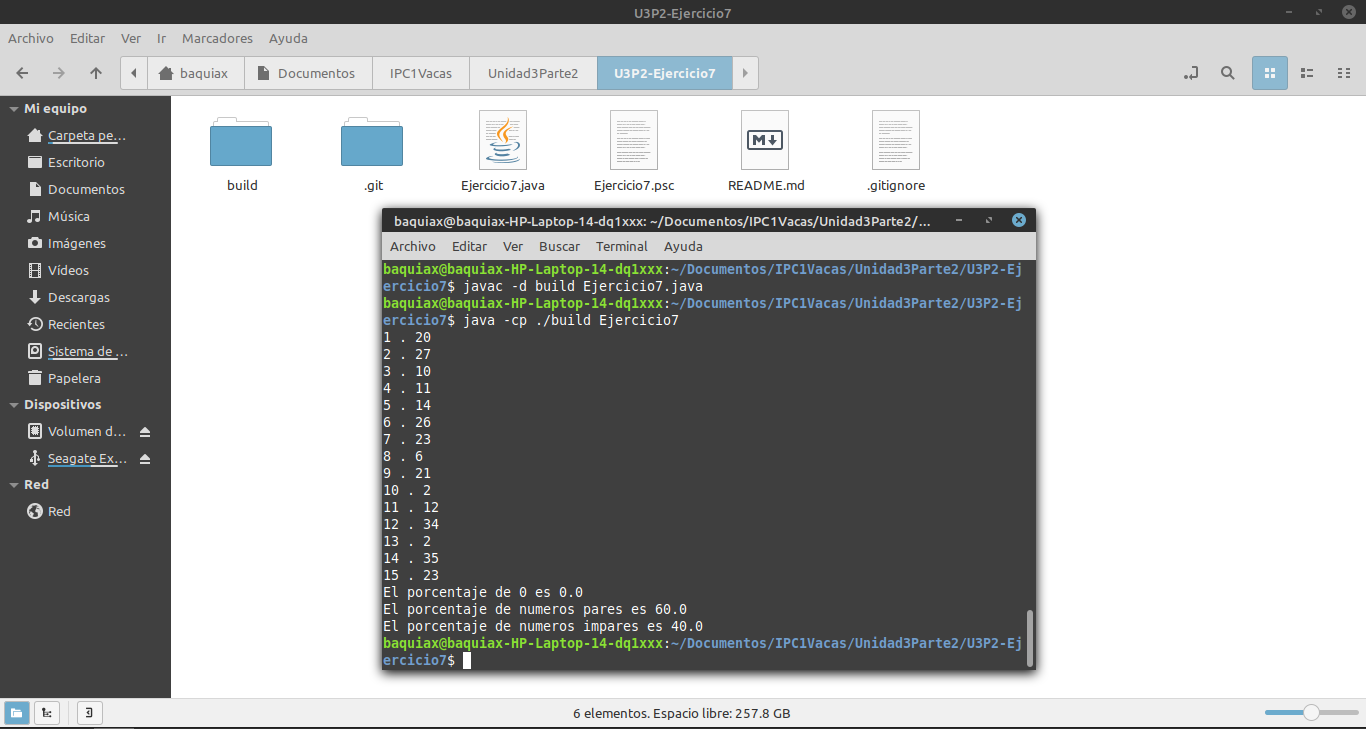 U3P2-Ejercicio7
Archivo Editar Ver Ir Marcadores Ayuda
baquiax Documentos IPC1Vacas Unidad3Parte2 U3P2-Ejercicio7
Mi equipo
Carpeta pe...
Escritorio
Documentos
Música
Imágenes
Vídeos
Descargas
Recientes
Sistema de ...
Papelera
Dispositivos
Volumen d...
Seagate Ex...
Red
Red
build .git Ejercicio7.java Ejercicio7.psc README.md .gitignore
baquiax@baquiax-HP-Laptop-14-dq1xxx: ~/Documentos/IPC1Vacas/Unidad3Parte2/...
Archivo Editar Ver Buscar Terminal Ayuda
baquiax@baquiax-HP-Laptop-14-dq1xxx:~/Documentos/IPC1Vacas/Unidad3Parte2/U3P2-Ej
ercicio7$ javac -d build Ejercicio7.java
baquiax@baquiax-HP-Laptop-14-dq1xxx:~/Documentos/IPC1Vacas/Unidad3Parte2/U3P2-Ej
ercicio7$ java -cp ./build Ejercicio7
1 . 20
2 . 27
3 . 10
4 . 11
5 . 14
6 . 26
7 . 23
8 . 6
9 . 21
10 . 2
11 . 12
12 . 34
13 . 2
14 . 35
15 . 23
El porcentaje de 0 es 0.0
El porcentaje de numeros pares es 60.0
El porcentaje de numeros impares es 40.0
baquiax@baquiax-HP-Laptop-14-dq1xxx:~/Documentos/IPC1Vacas/Unidad3Parte2/U3P2-Ej
ercicio7$
6 elementos. Espacio libre: 257.8 GB